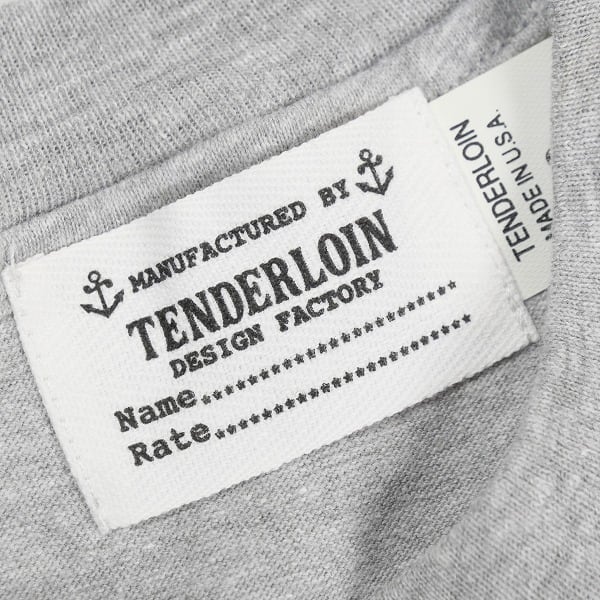 MANUFACTURED BY
TENDERLOIN
DESIGN FACTORY
Name
Rate
TENDERLOIN
MADE IN U.S.A.